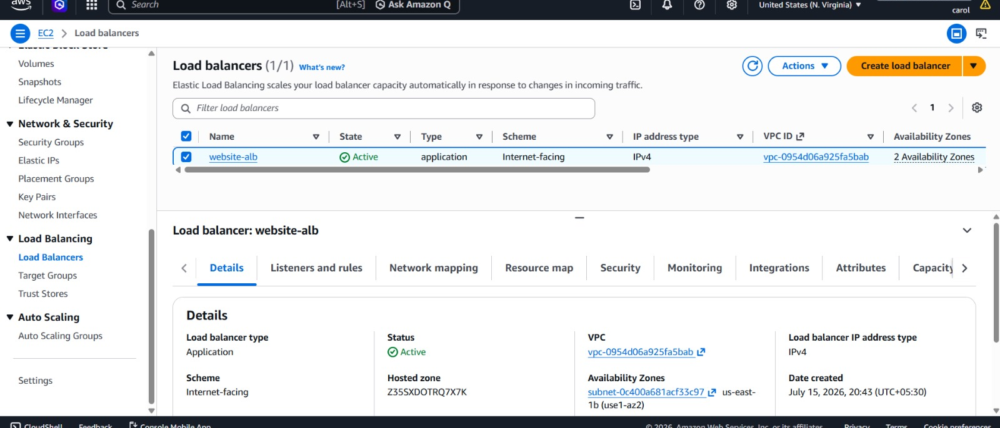 aws
Search [Alt+S] Ask Amazon Q United States (N. Virginia) ▼
carol
EC2 > Load balancers
Elastic Block Store
Volumes
Snapshots
Lifecycle Manager
Network & Security
Security Groups
Elastic IPs
Placement Groups
Key Pairs
Network Interfaces
Load Balancing
Load Balancers
Target Groups
Trust Stores
Auto Scaling
Auto Scaling Groups
Settings
Load balancers (1/1) What's new?
Actions Create load balancer
Elastic Load Balancing scales your load balancer capacity automatically in response to changes in incoming traffic.
Filter load balancers
1
Name State Type Scheme IP address type VPC ID Availability Zones
website-alb Active application Internet-facing IPv4 vpc-0954d06a925fa5bab 2 Availability Zones
Load balancer: website-alb
Details Listeners and rules Network mapping Resource map Security Monitoring Integrations Attributes Capacity
Details
Load balancer type
Application
Status
Active
VPC
vpc-0954d06a925fa5bab
Load balancer IP address type
IPv4
Scheme
Internet-facing
Hosted zone
Z35SXDOTRQ7X7K
Availability Zones
subnet-0c400a681acf33c97 us-east-
1b (use1-az2)
Date created
July 15, 2026, 20:43 (UTC+05:30)
CloudShell Feedback Console Mobile App © 2026, Amazon Web Services, Inc. or its affiliates. Privacy Terms Cookie preferences